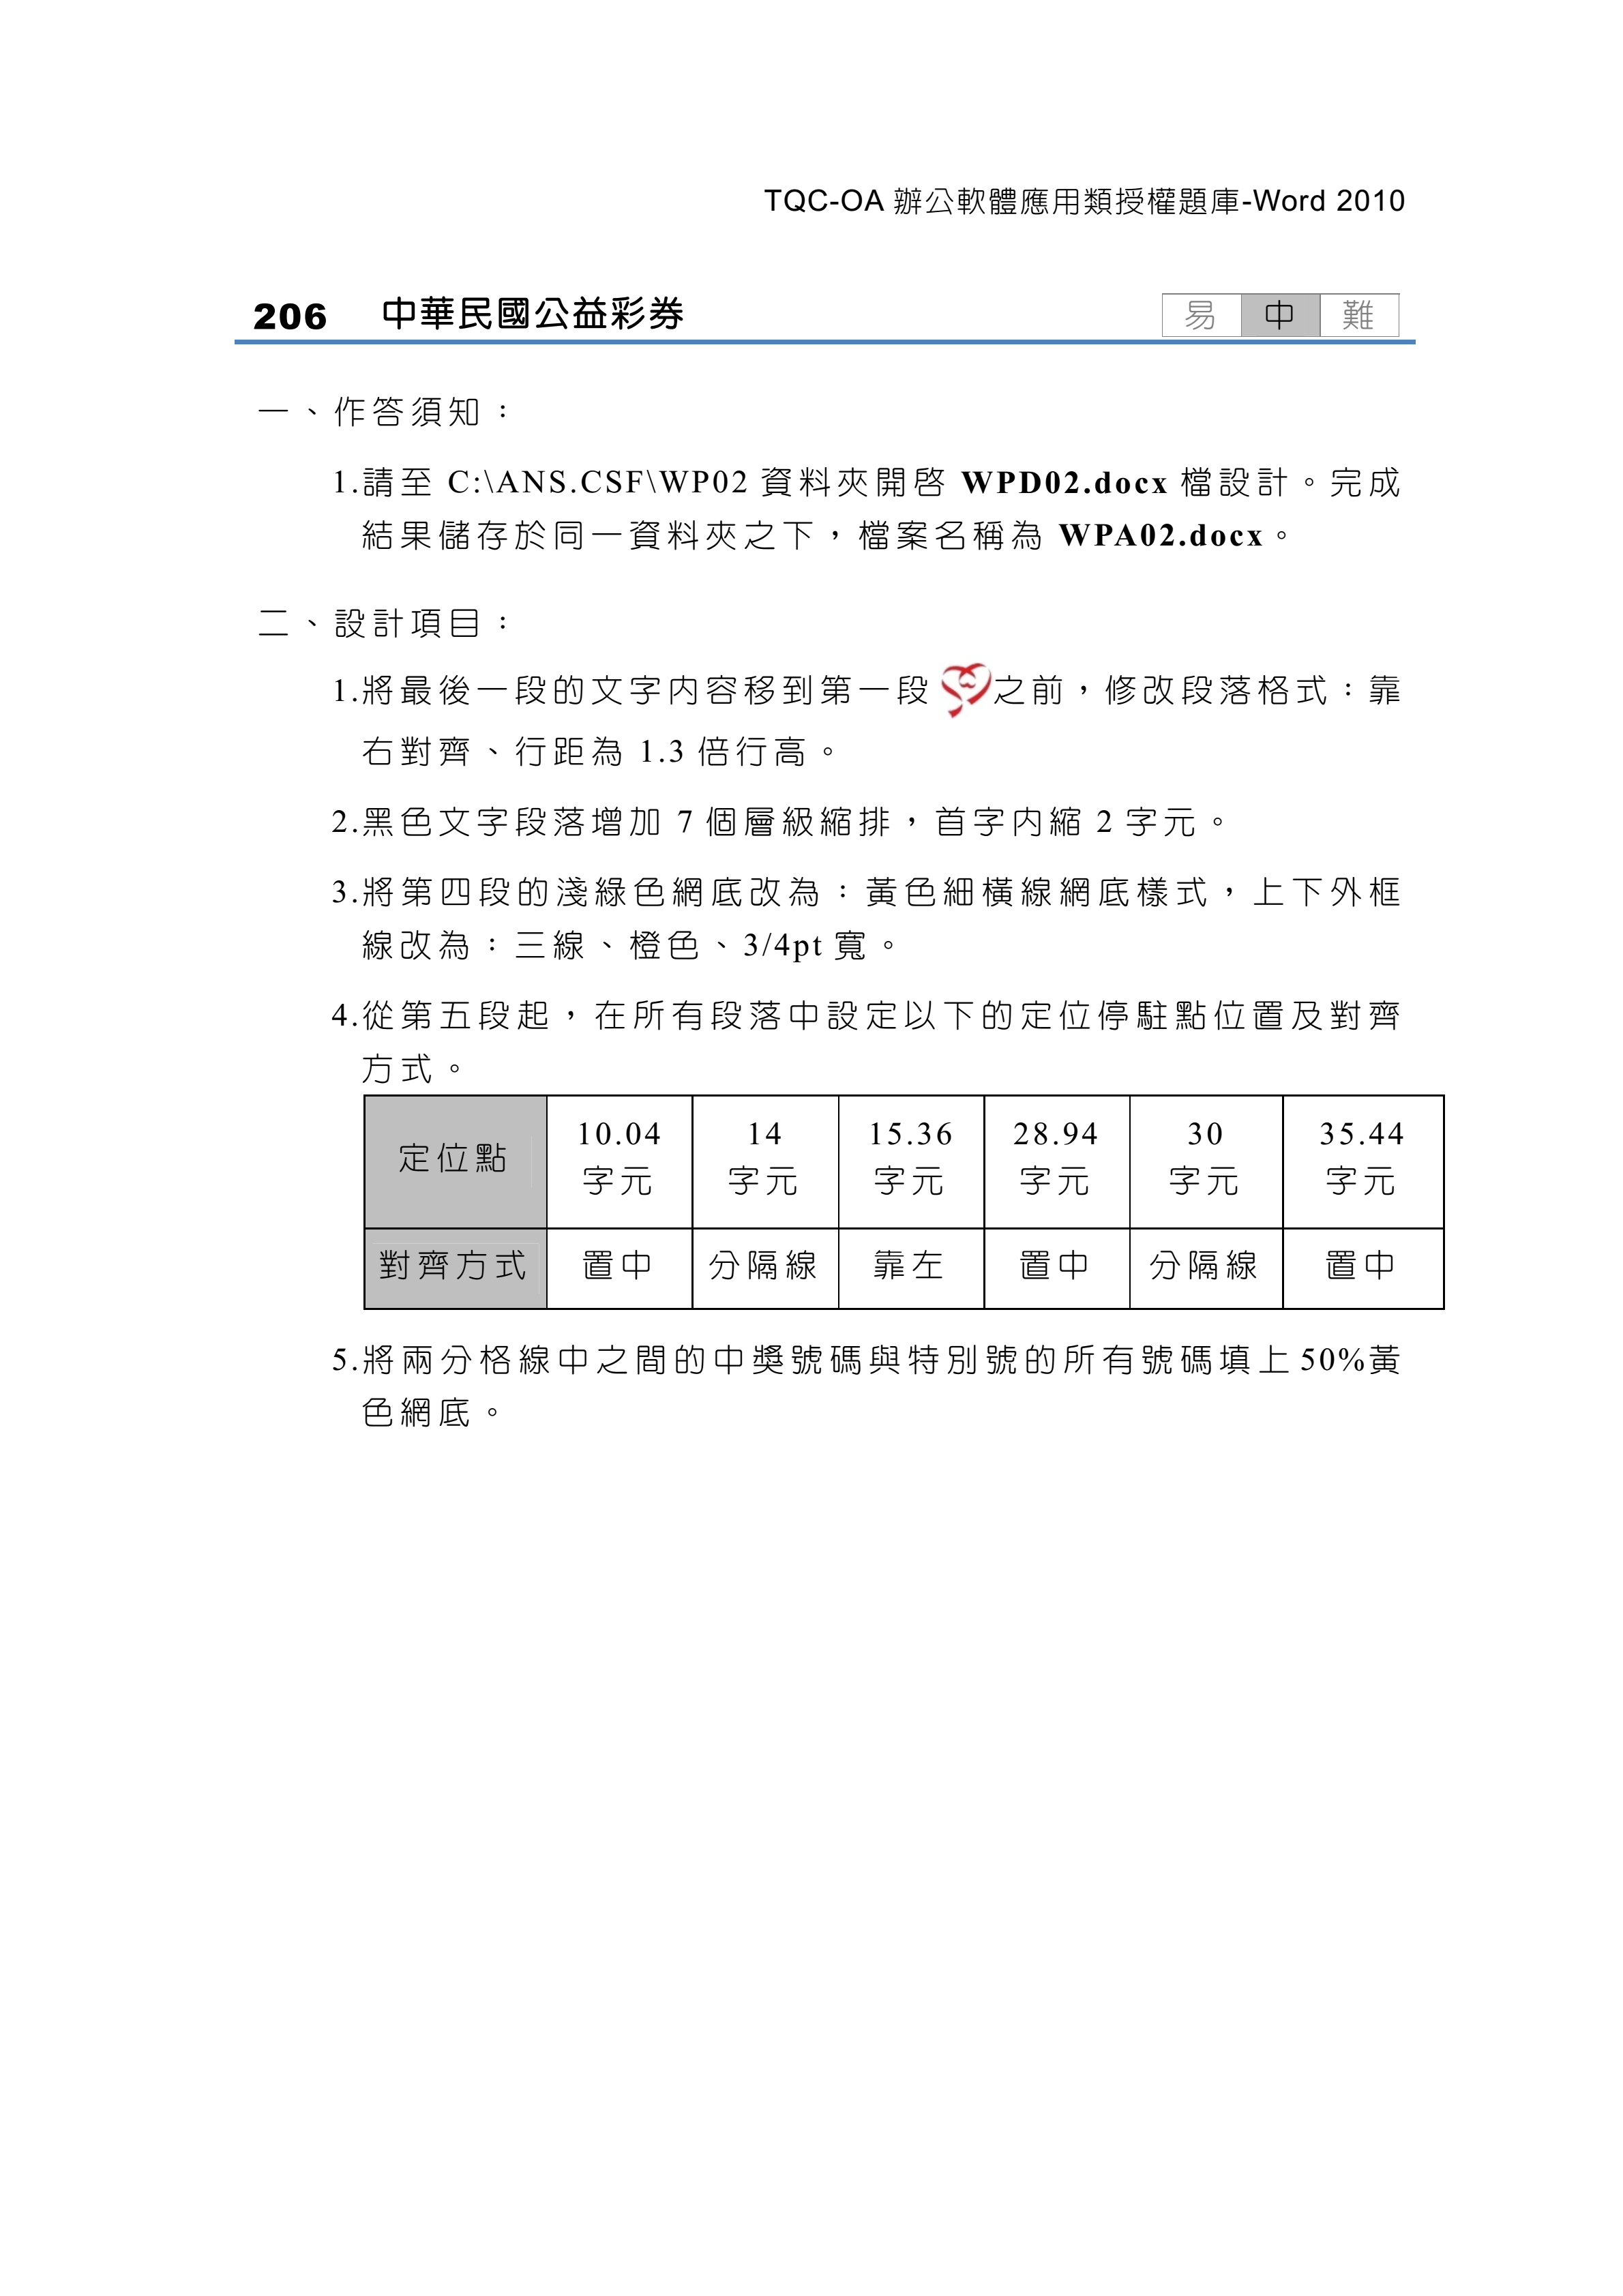 TQC-OA 辦公軟體應用類授權題庫-Word 2010
206 中華民國公益彩券 易 中 難
一、作答須知：
1.請至 C:\ANS.CSF\WP02 資料夾開啓 WPD02.docx 檔設計。完成
結果儲存於同一資料夾之下，檔案名稱為 WPA02.docx。
二、設計項目：
1.將最後一段的文字內容移到第一段之前，修改段落格式：靠
右對齊、行距為 1.3 倍行高。
2.黑色文字段落增加 7 個層級縮排，首字內縮 2 字元。
3.將第四段的淺綠色網底改為：黃色細橫線網底樣式，上下外框
線改為：三線、橙色、3/4pt 寬。
4.從第五段起，在所有段落中設定以下的定位停駐點位置及對齊
方式。
定位點 10.04 字元 14 字元 15.36 字元 28.94 字元 30 字元 35.44 字元
對齊方式 置中 分隔線 靠左 置中 分隔線 置中
5.將兩分格線中之間的中獎號碼與特別號的所有號碼填上 50%黃
色網底。